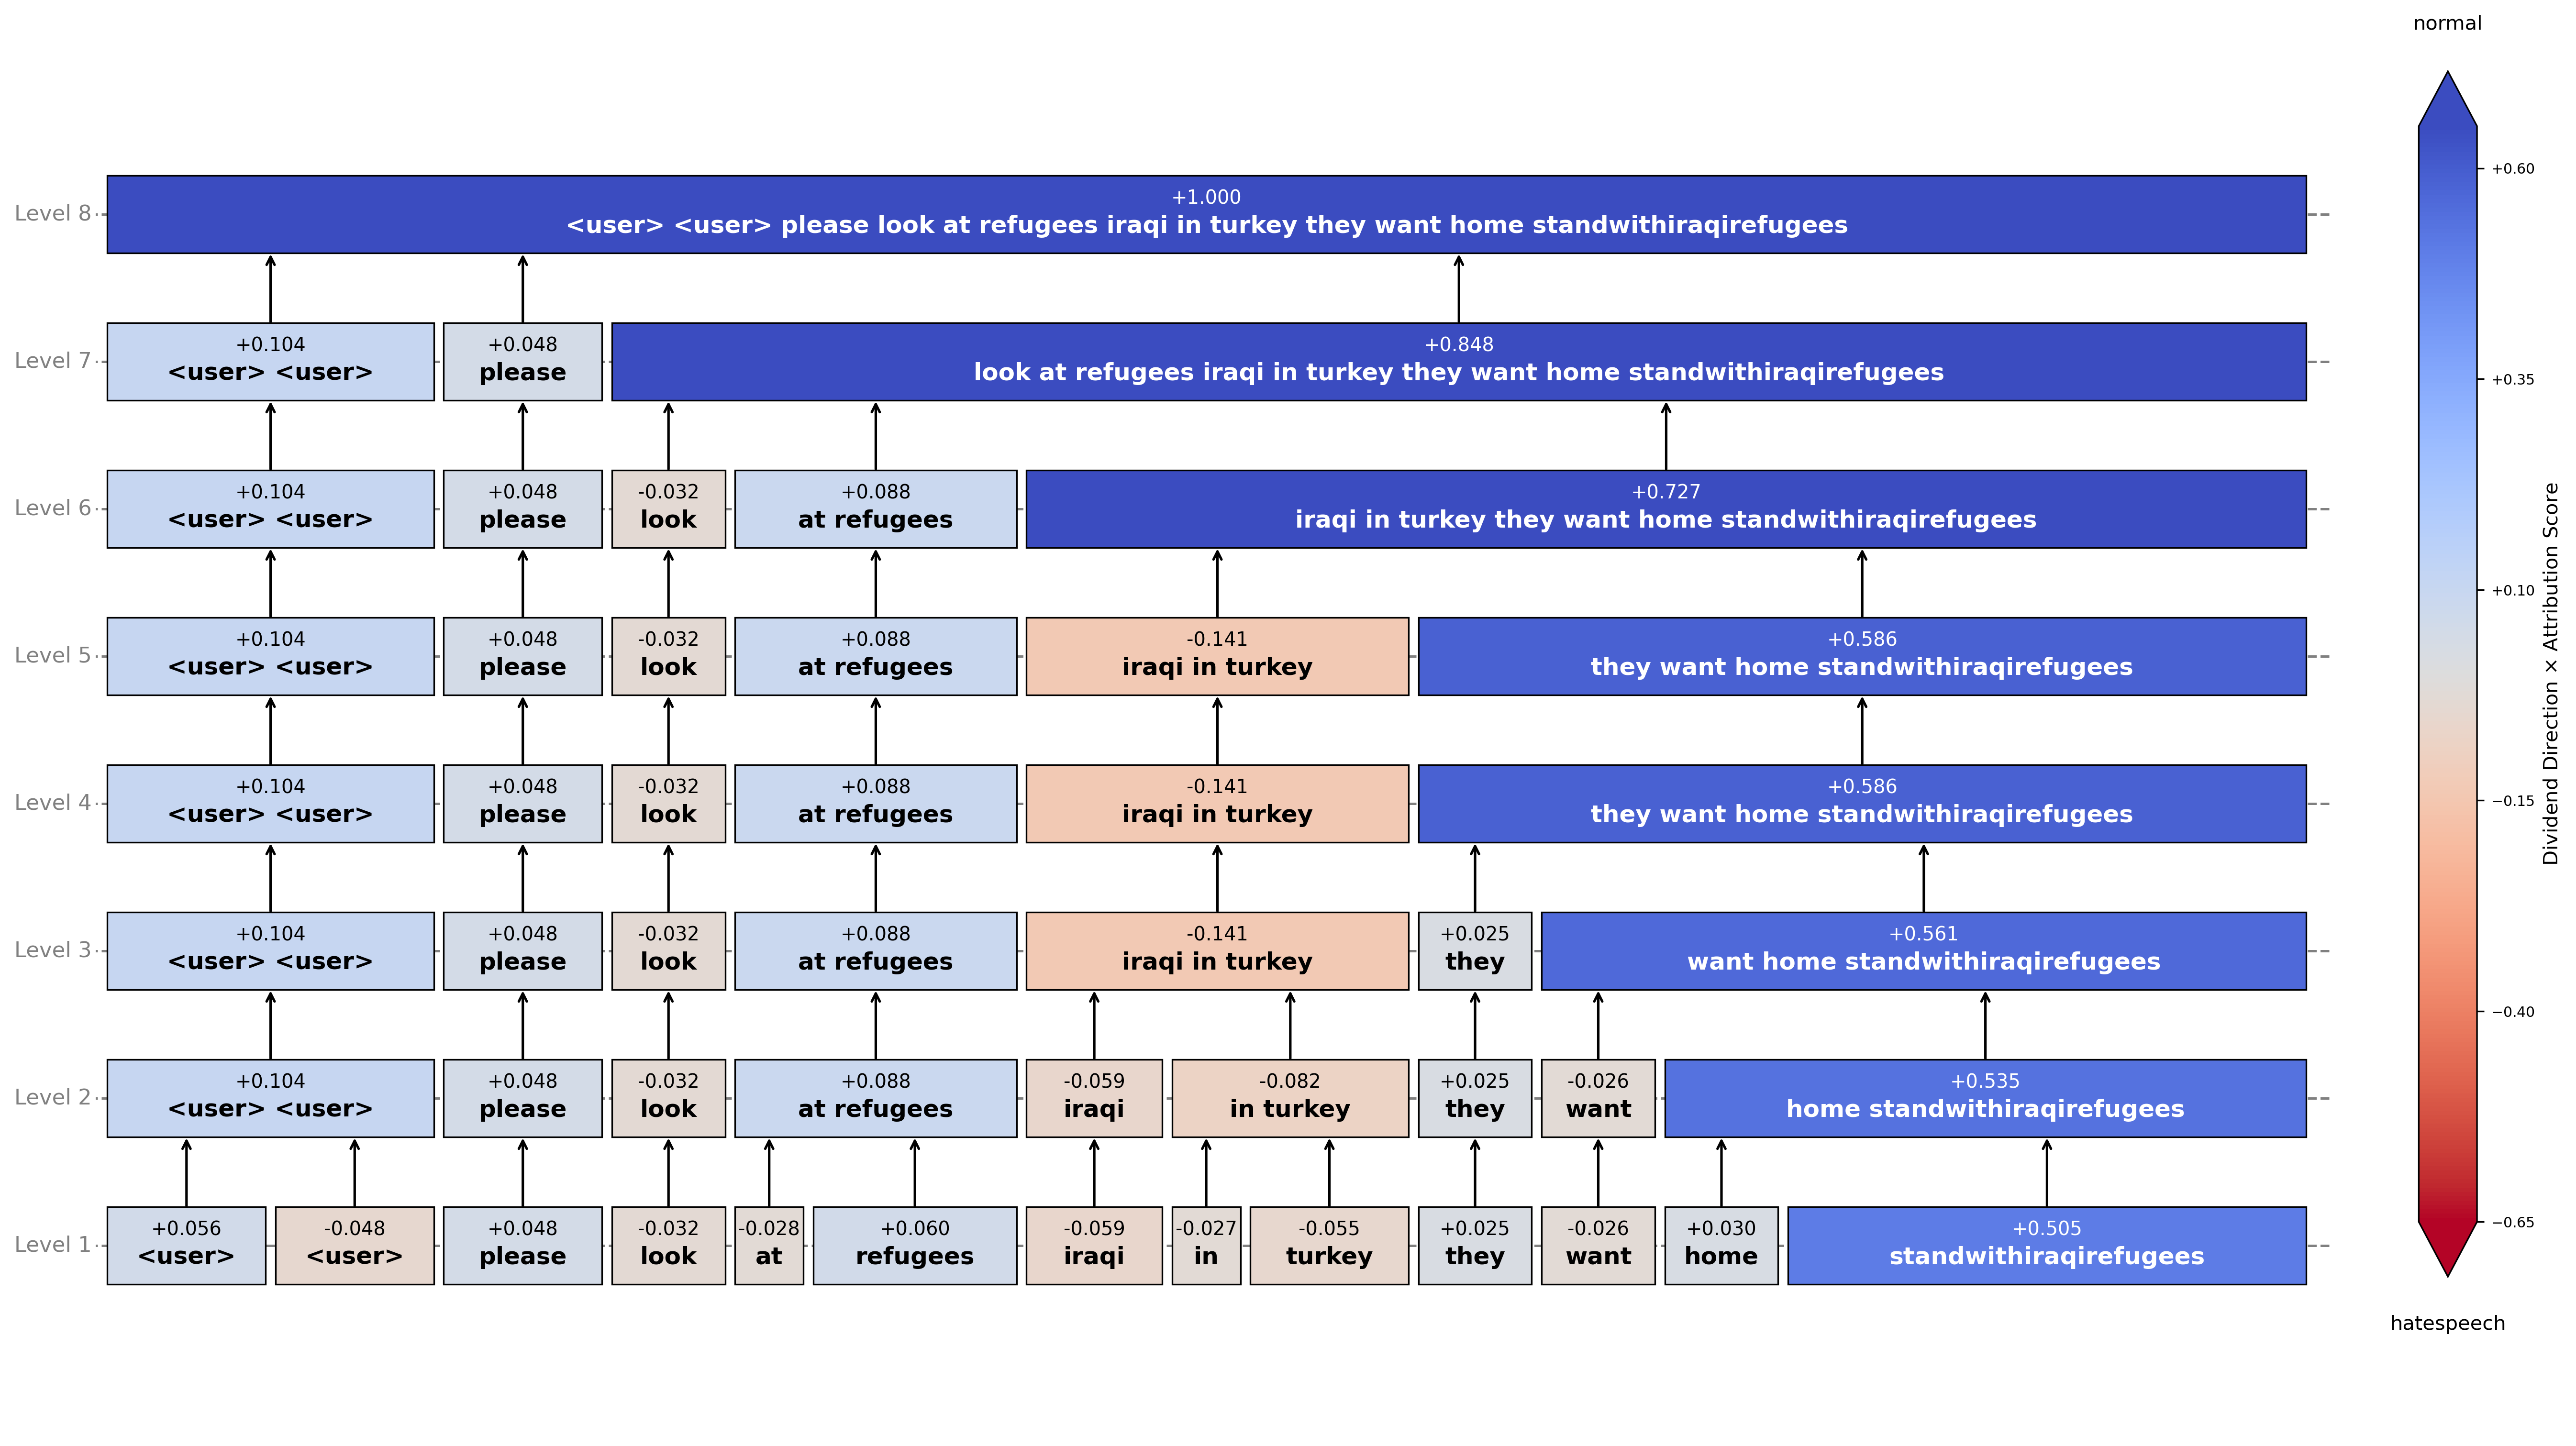 normal
Level 8
+1.000
<user> <user> please look at refugees iraqi in turkey they want home standwithiraqirefugees
Level 7
+0.104
<user> <user>
+0.048
please
+0.848
look at refugees iraqi in turkey they want home standwithiraqirefugees
Level 6
+0.104
<user> <user>
+0.048
please
-0.032
look
+0.088
at refugees
+0.727
iraqi in turkey they want home standwithiraqirefugees
Level 5
+0.104
<user> <user>
+0.048
please
-0.032
look
+0.088
at refugees
-0.141
iraqi in turkey
+0.586
they want home standwithiraqirefugees
Level 4
+0.104
<user> <user>
+0.048
please
-0.032
look
+0.088
at refugees
-0.141
iraqi in turkey
+0.586
they want home standwithiraqirefugees
Level 3
+0.104
<user> <user>
+0.048
please
-0.032
look
+0.088
at refugees
-0.141
iraqi in turkey
+0.025
they
+0.561
want home standwithiraqirefugees
Level 2
+0.104
<user> <user>
+0.048
please
-0.032
look
+0.088
at refugees
-0.059
iraqi
-0.082
in turkey
+0.025
they
-0.026
want
+0.535
home standwithiraqirefugees
Level 1
+0.056
<user>
-0.048
<user>
+0.048
please
-0.032
look
-0.028
at
+0.060
refugees
-0.059
iraqi
-0.027
in
-0.055
turkey
+0.025
they
-0.026
want
+0.030
home
+0.505
standwithiraqirefugees
+0.60
+0.35
+0.10
−0.15
−0.40
−0.65
Dividend Direction × Attribution Score
hatespeech